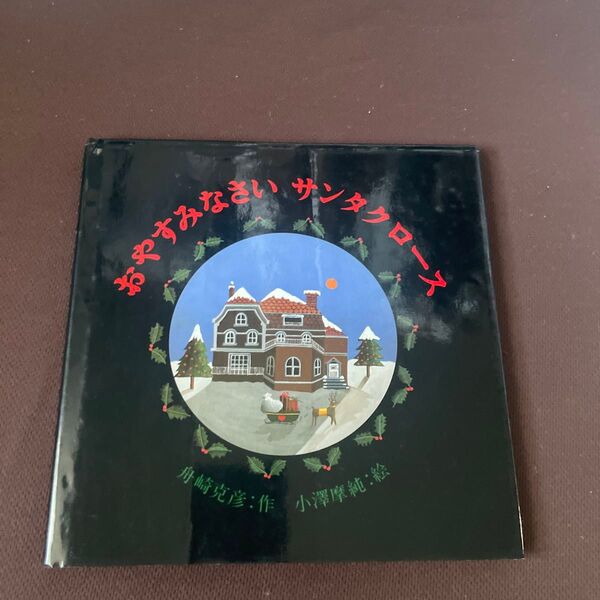 おやすみなさい サンタクロース
舟崎克彦:作 小澤摩純:絵